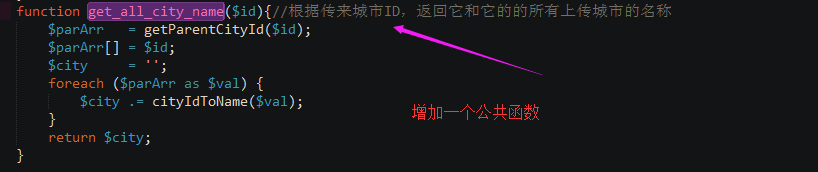 function get_all_city_name($id){//根据传来城市ID，返回它和它的的所有上传城市的名称
    $parArr   = getParentCityId($id);
    $parArr[] = $id;
    $city     = '';
    foreach ($parArr as $val) {
        $city .= cityIdToName($val);
    }
    return $city;
}
增加一个公共函数